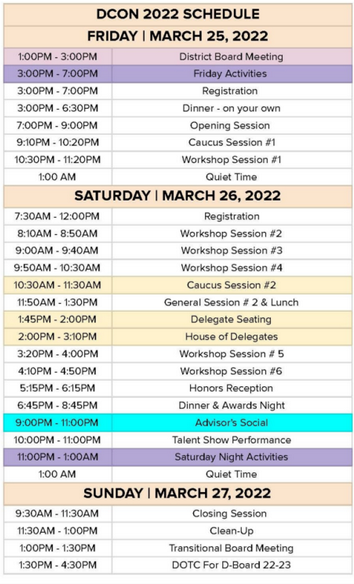 DCON 2022 SCHEDULE
FRIDAY | MARCH 25, 2022
1:00PM - 3:00PM District Board Meeting
3:00PM - 7:00PM Friday Activities
3:00PM - 7:00PM Registration
3:00PM - 6:30PM Dinner - on your own
7:00PM - 9:00PM Opening Session
9:10PM - 10:20PM Caucus Session #1
10:30PM - 11:20PM Workshop Session #1
1:00 AM Quiet Time
SATURDAY | MARCH 26, 2022
7:30AM - 12:00PM Registration
8:10AM - 8:50AM Workshop Session #2
9:00AM - 9:40AM Workshop Session #3
9:50AM - 10:30AM Workshop Session #4
10:30AM - 11:30AM Caucus Session #2
11:50AM - 1:30PM General Session # 2 & Lunch
1:45PM - 2:00PM Delegate Seating
2:00PM - 3:10PM House of Delegates
3:20PM - 4:00PM Workshop Session # 5
4:10PM - 4:50PM Workshop Session #6
5:15PM - 6:15PM Honors Reception
6:45PM - 8:45PM Dinner & Awards Night
9:00PM - 11:00PM Advisor's Social
10:00PM - 11:00PM Talent Show Performance
11:00PM - 1:00AM Saturday Night Activities
1:00 AM Quiet Time
SUNDAY | MARCH 27, 2022
9:30AM - 11:30AM Closing Session
11:30AM - 1:00PM Clean-Up
1:00PM - 1:30PM Transitional Board Meeting
1:30PM - 4:30PM DOTC For D-Board 22-23